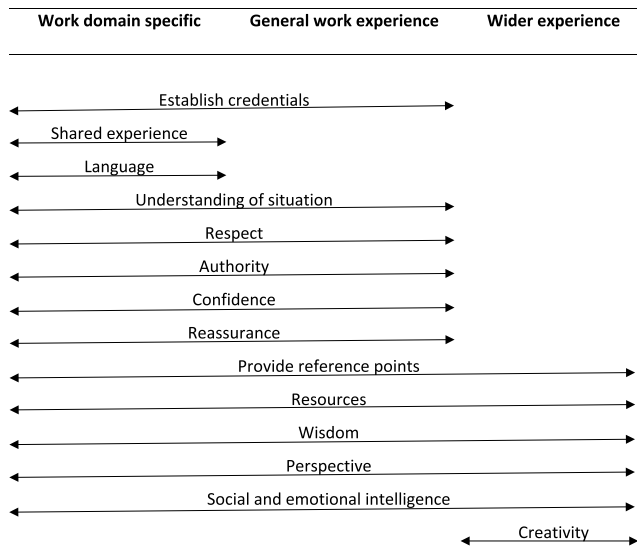 Work domain specific General work experience Wider experience
Establish credentials
Shared experience
Language
Understanding of situation
Respect
Authority
Confidence
Reassurance
Provide reference points
Resources
Wisdom
Perspective
Social and emotional intelligence
Creativity